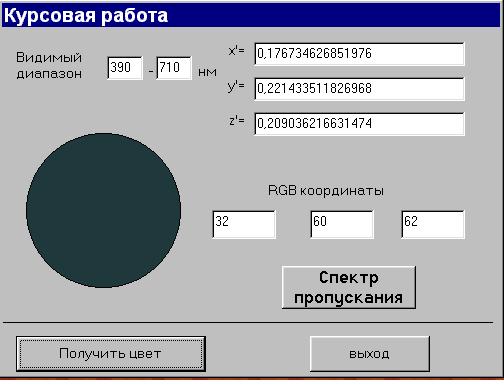 Курсовая работа
Видимый
диапазон
390 - 710 нм
x'= 0,176734626851976
y'= 0,221433511826968
z'= 0,209036216631474
RGB координаты
32 60 62
Спектр
пропускания
Получить цвет
выход